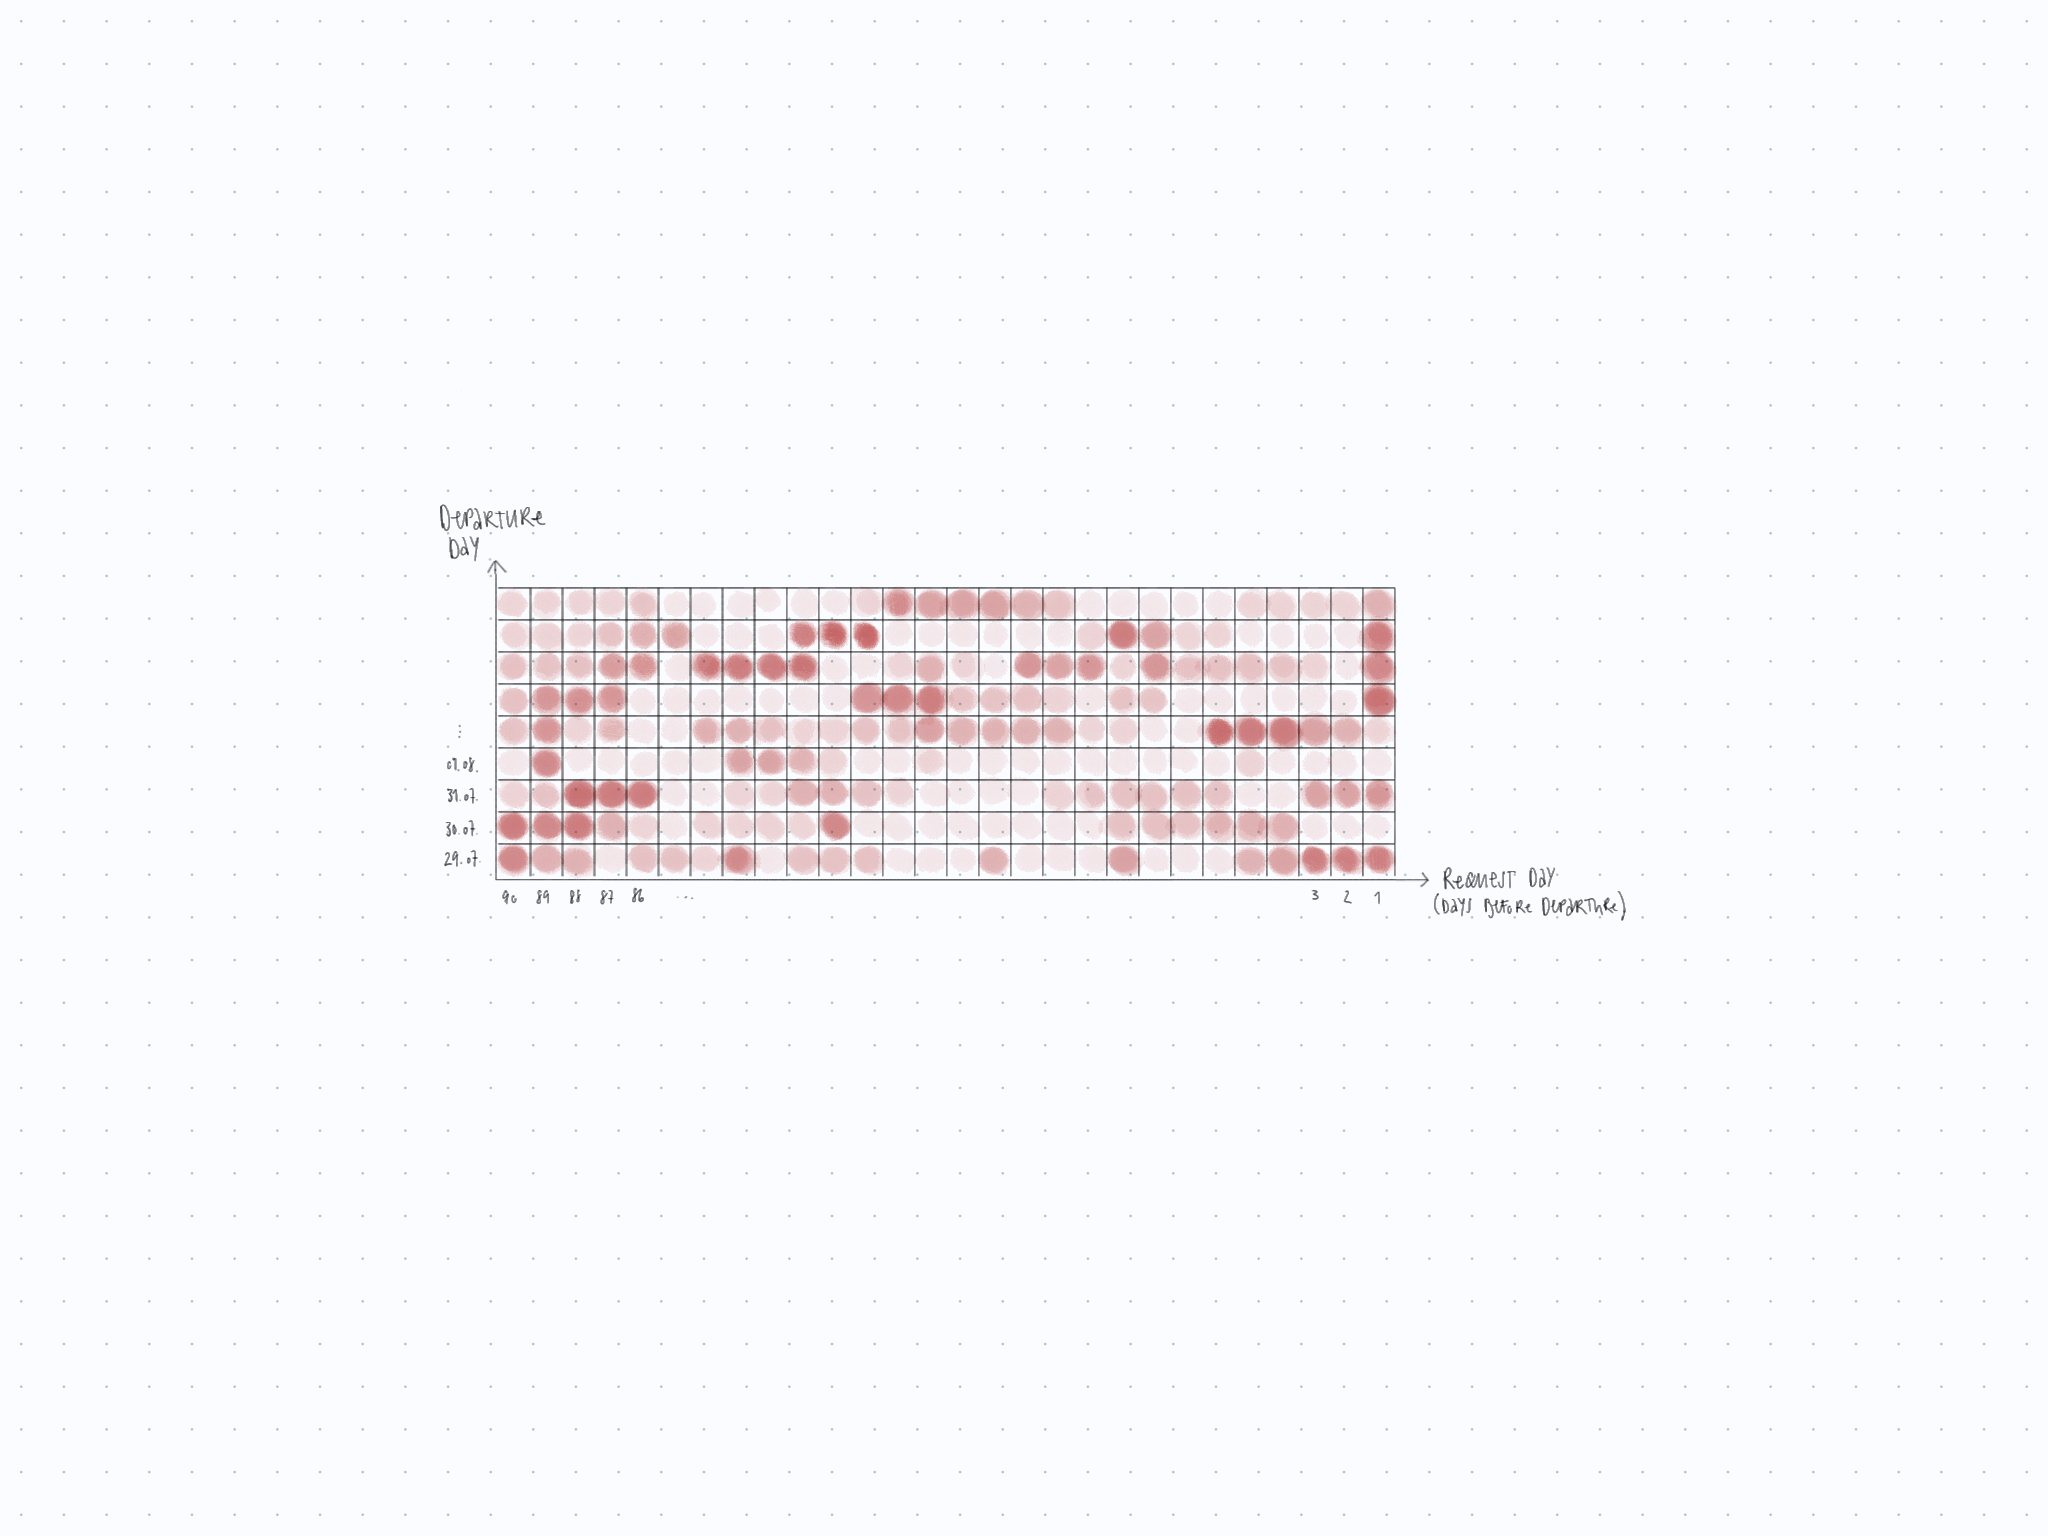 DEPARTURE
DAY
⋮
01.08.
31.07.
30.07.
29.07.
90 89 88 87 86 ... 3 2 1
REQUEST DAY
(DAYS BEFORE DEPARTURE)